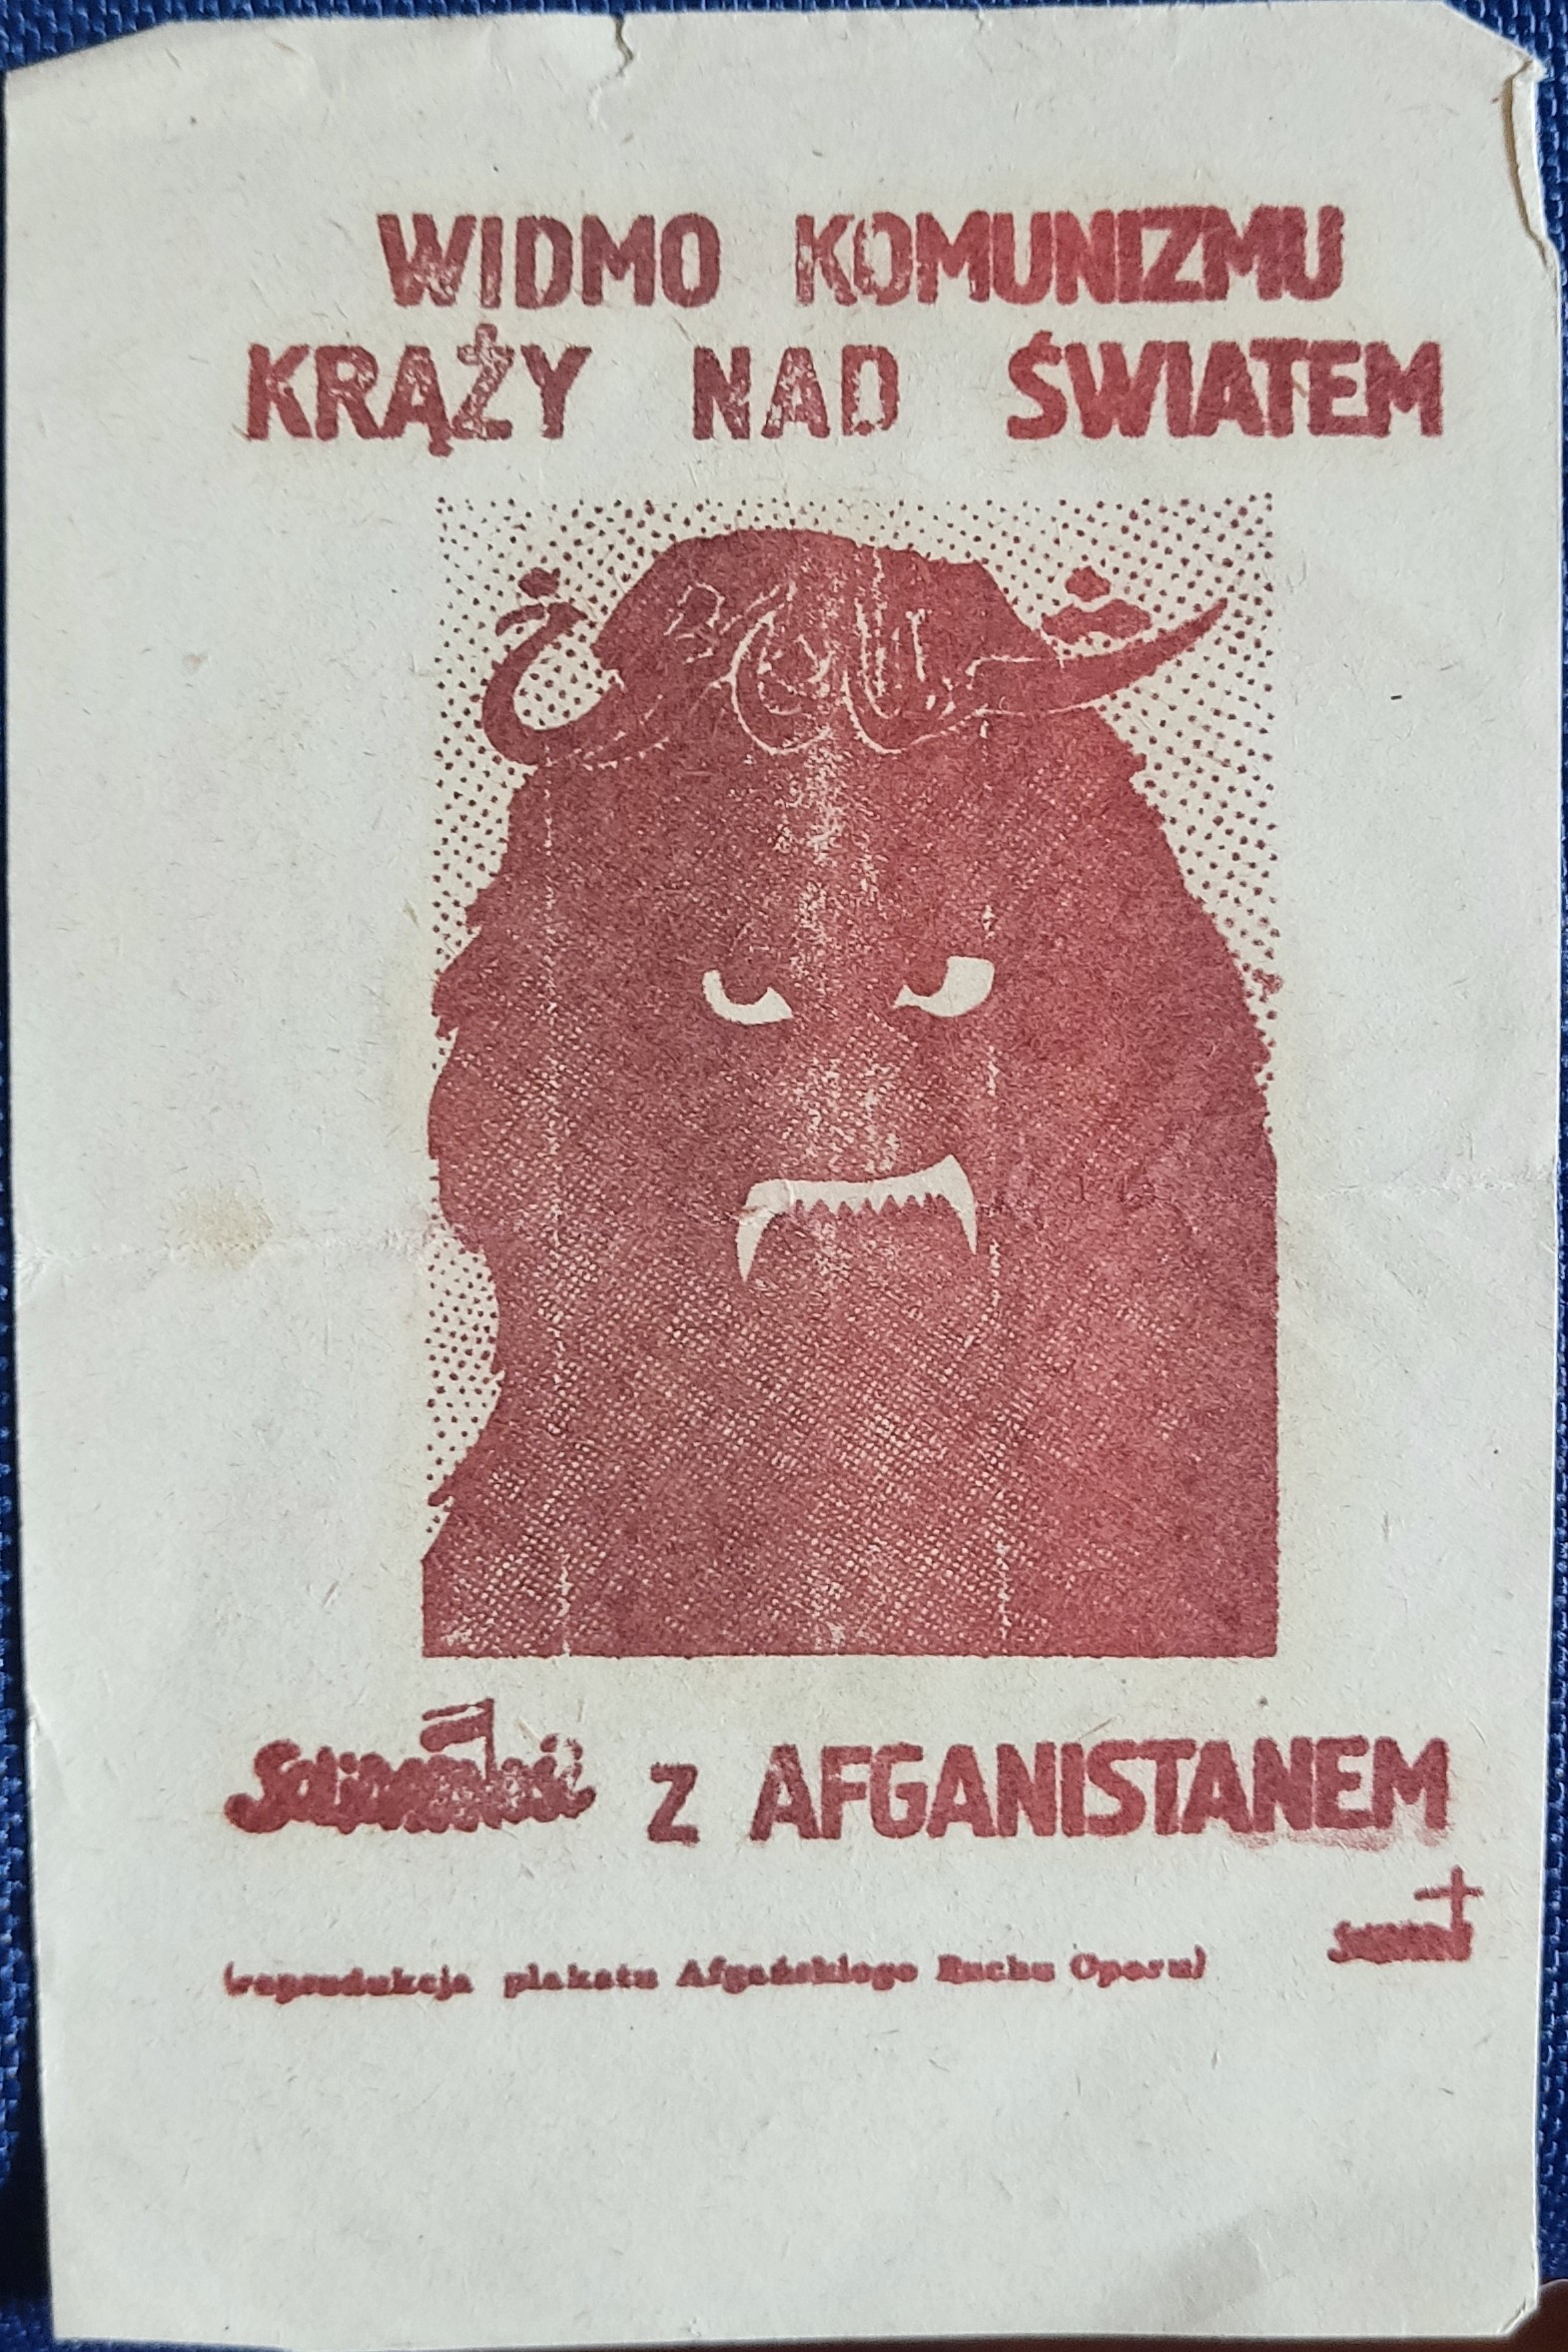 WIDMO KOMUNIZMU
KRĄŻY NAD ŚWIATEM
Solidarność Z AFGANISTANEM
(reprodukcja plakatu Afgańskiego Ruchu Oporu)